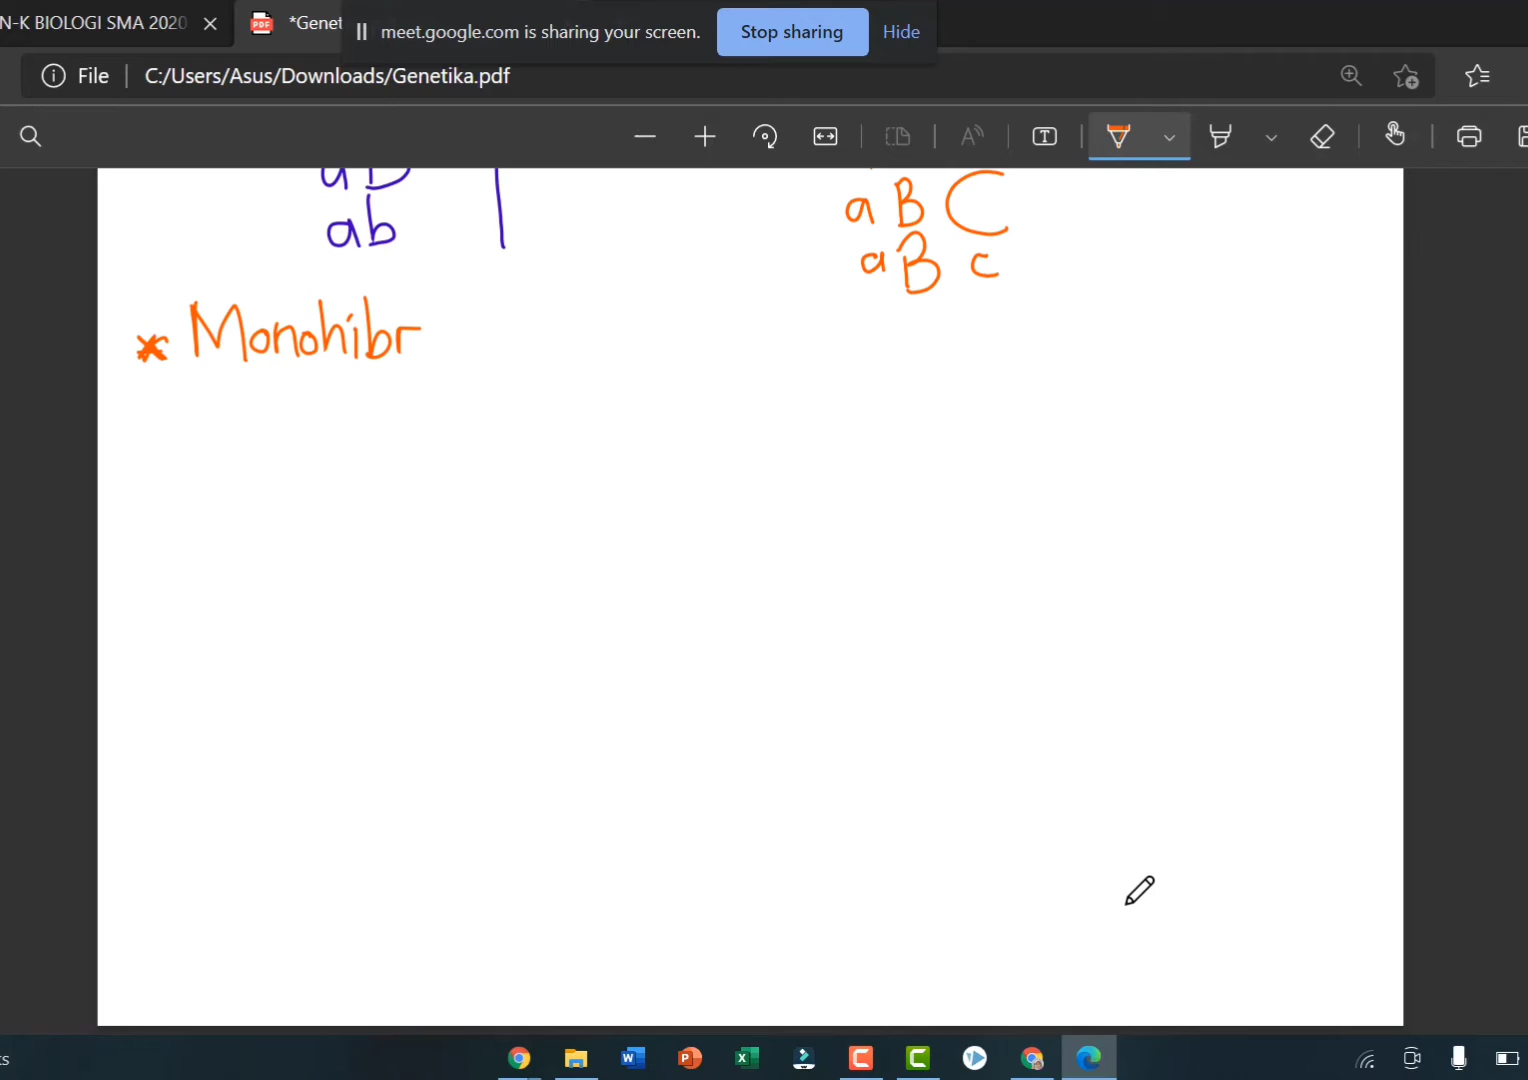 N-K BIOLOGI SMA 2020
*Genet
meet.google.com is sharing your screen.
Stop sharing
Hide
File
C:/Users/Asus/Downloads/Genetika.pdf
ab
a B C
a B c
* Monohibr